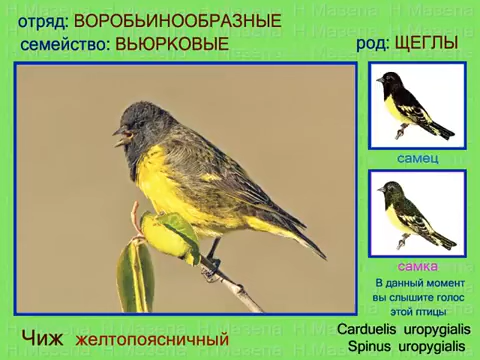 отряд: ВОРОБЬИНООБРАЗНЫЕ
семейство: ВЬЮРКОВЫЕ
род: ЩЕГЛЫ
самец
самка
В данный момент
вы слышите голос
этой птицы
Чиж желтопоясничный
Carduelis uropygialis
Spinus uropygialis